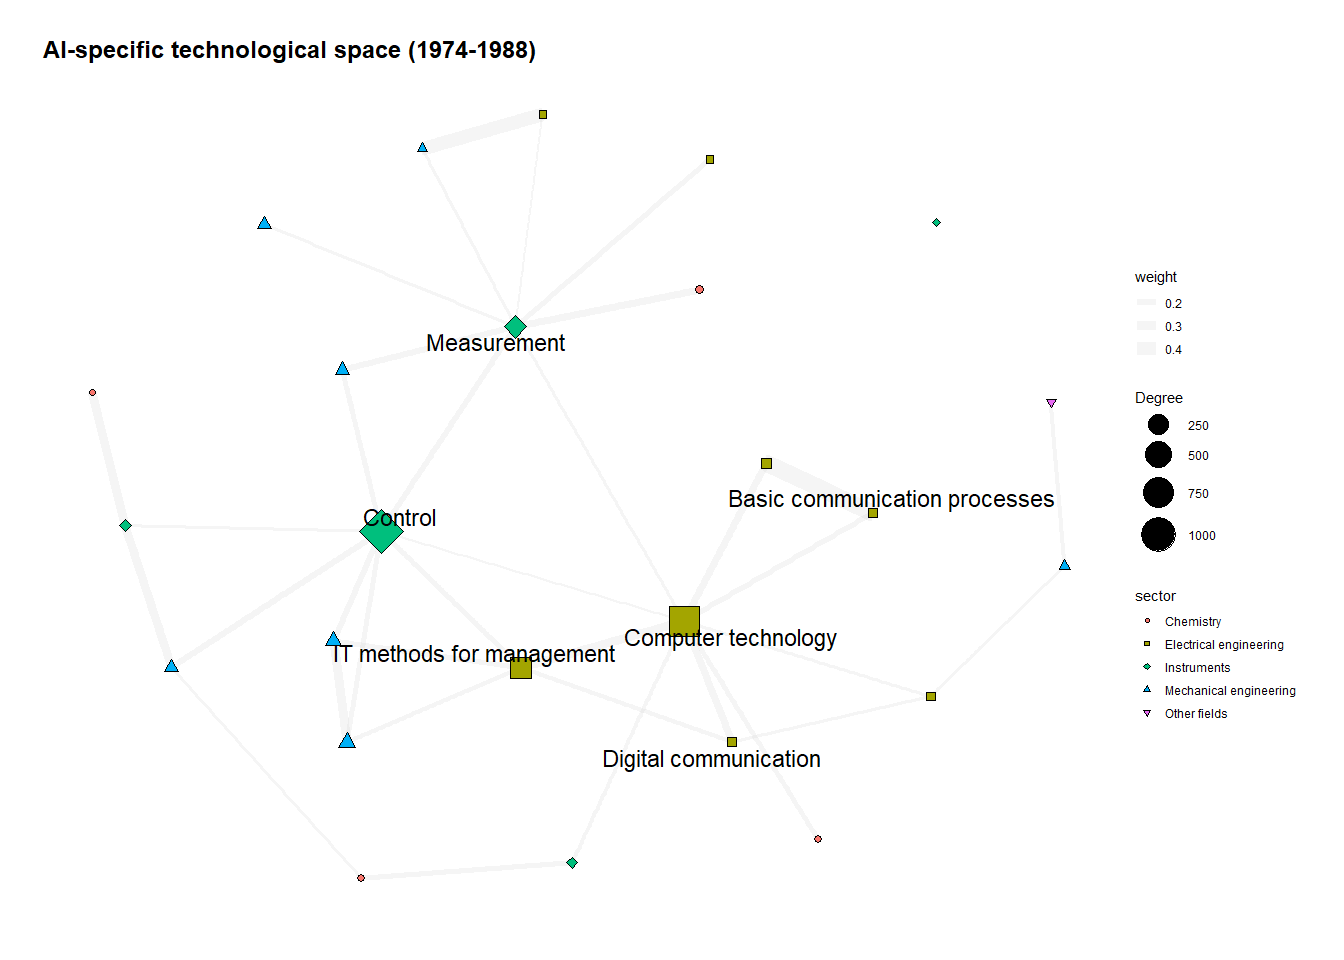 AI-specific technological space (1974-1988)
Measurement
Control
Basic communication processes
Computer technology
IT methods for management
Digital communication
weight
0.2
0.3
0.4
Degree
250
500
750
1000
sector
Chemistry
Electrical engineering
Instruments
Mechanical engineering
Other fields